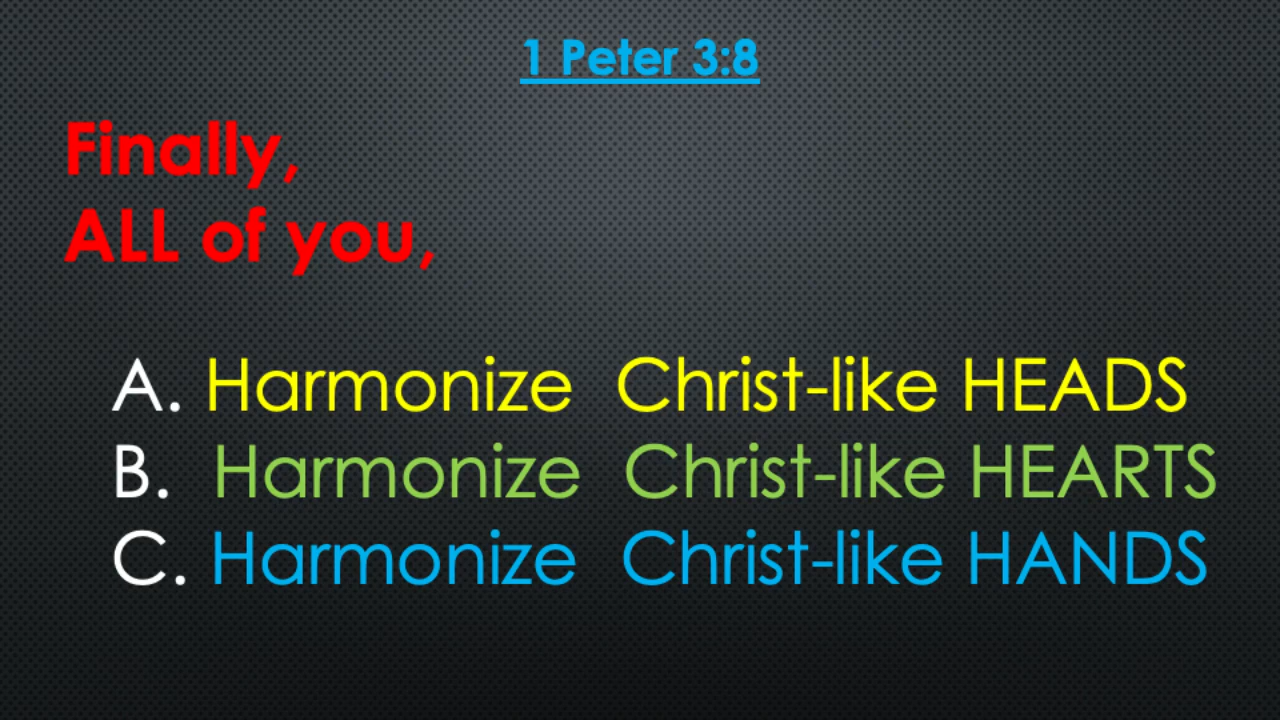 1 Peter 3:8
Finally,
ALL of you,
A. Harmonize Christ-like HEADS
B. Harmonize Christ-like HEARTS
C. Harmonize Christ-like HANDS